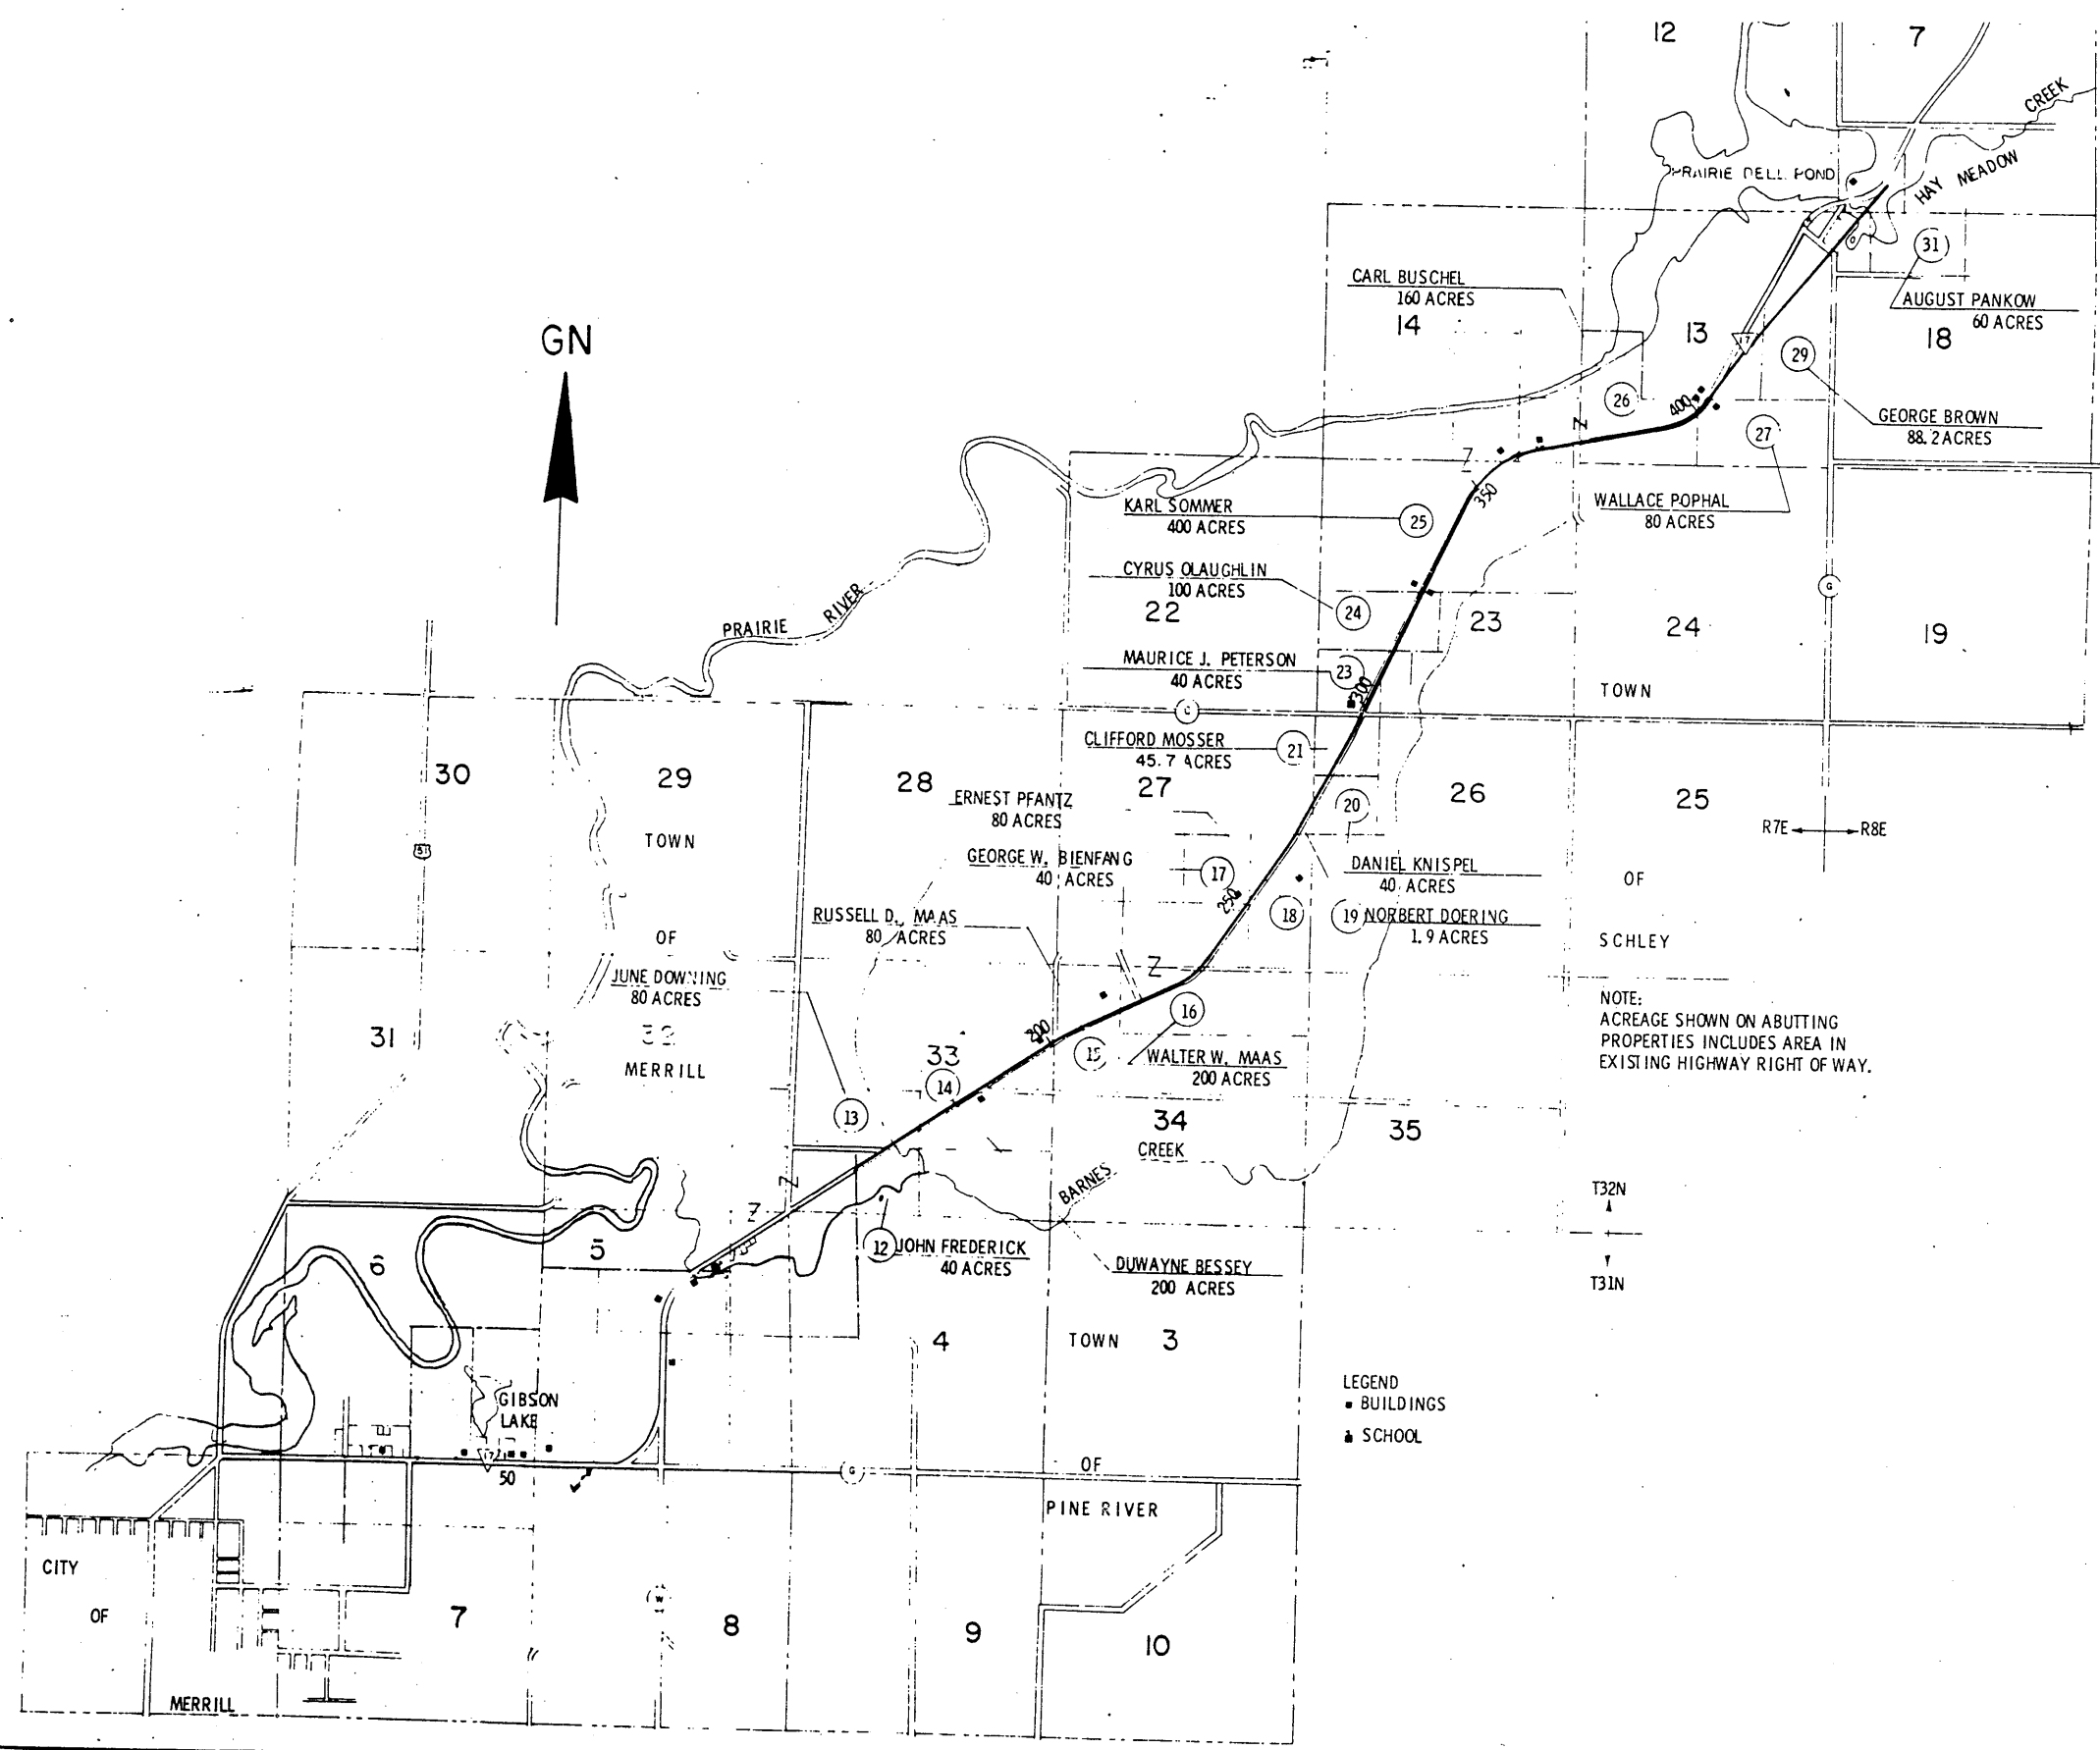 12
7
CREEK
PRAIRIE DELL POND
HAY MEADOW
31
CARL BUSCHEL
160 ACRES
14
13
17
AUGUST PANKOW
60 ACRES
18
GN
29
26
400
GEORGE BROWN
88.2 ACRES
27
Z
Z
350
KARL SOMMER
400 ACRES
25
WALLACE POPHAL
80 ACRES
CYRUS OLAUGHLIN
100 ACRES
G
24
22
23
24
19
PRAIRIE RIVER
MAURICE J. PETERSON
40 ACRES
23
300
TOWN
C
CLIFFORD MOSSER
45.7 ACRES
21
30
29
28
27
26
25
ERNEST PFANTZ
80 ACRES
20
R7E
R8E
TOWN
51
GEORGE W. BIENFANG
40 ACRES
17
DANIEL KNISPEL
40 ACRES
OF
250
18
19
NORBERT DOERING
1.9 ACRES
RUSSELL D. MAAS
80 ACRES
OF
SCHLEY
JUNE DOWNING
80 ACRES
Z
NOTE:
ACREAGE SHOWN ON ABUTTING
PROPERTIES INCLUDES AREA IN
EXISTING HIGHWAY RIGHT OF WAY.
16
31
32
33
200
15
WALTER W. MAAS
200 ACRES
MERRILL
14
13
34
35
CREEK
BARNES
Z
Z
T32N
T31N
5
6
12
JOHN FREDERICK
40 ACRES
DUWAYNE BESSEY
200 ACRES
4
TOWN
3
GIBSON
LAKE
LEGEND
BUILDINGS
SCHOOL
17
50
G
OF
PINE RIVER
CITY
OF
MERRILL
7
W
8
9
10